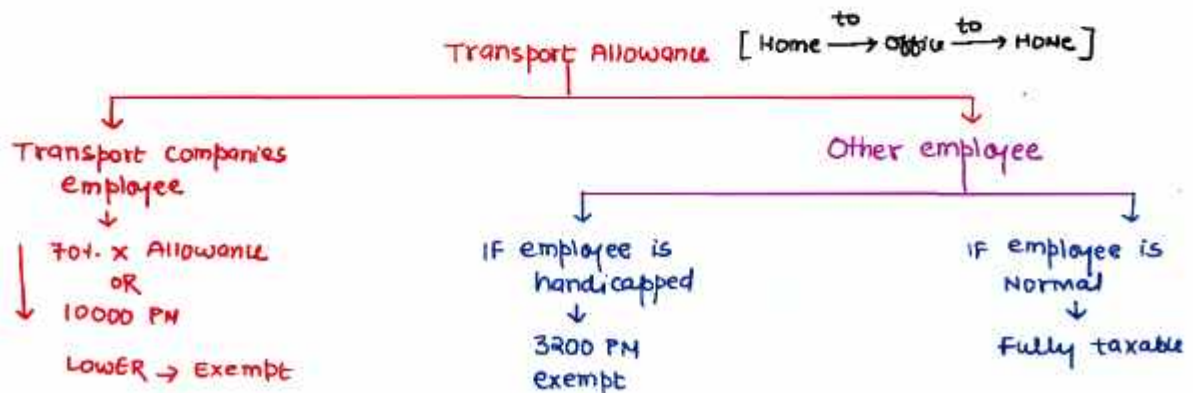 Transport Allowance [Home to→ office to→ HOME]
Transport companies
employee
70% x Allowance
OR
10000 PM
LOWER → Exempt
Other employee
IF employee is
handicapped
3200 PM
exempt
IF employee is
Normal
Fully taxable